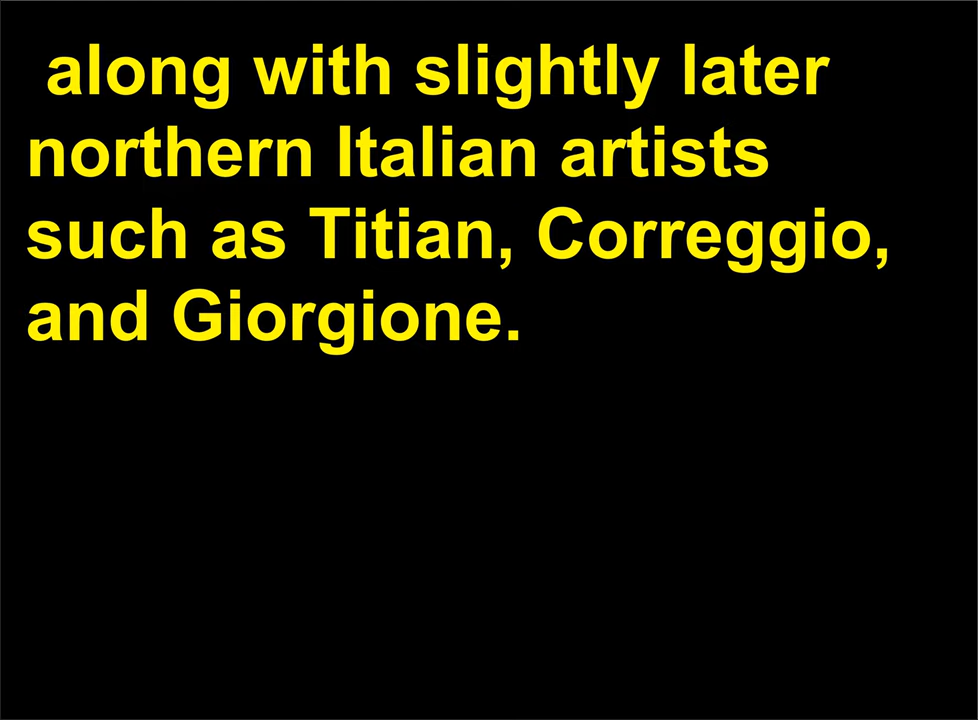 along with slightly later
northern Italian artists
such as Titian, Correggio,
and Giorgione.